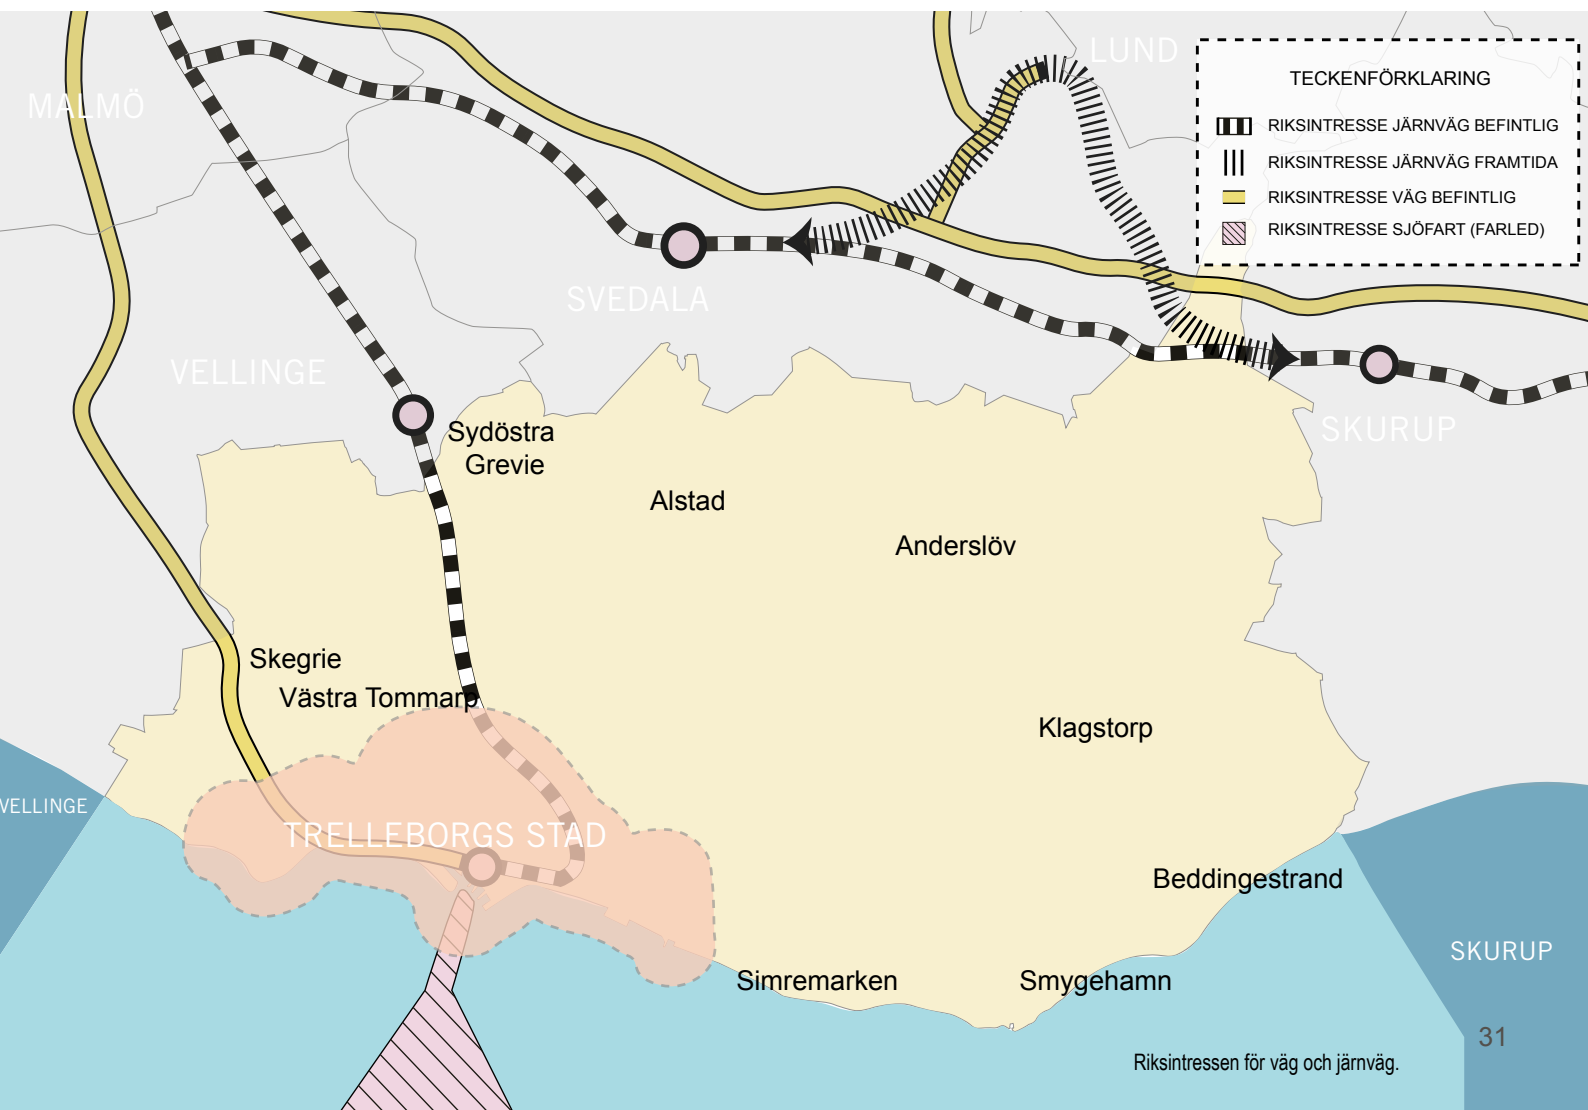 LUND
MALMÖ
TECKENFÖRKLARING
RIKSINTRESSE JÄRNVÄG BEFINTLIG
RIKSINTRESSE JÄRNVÄG FRAMTIDA
RIKSINTRESSE VÄG BEFINTLIG
RIKSINTRESSE SJÖFART (FARLED)
SVEDALA
VELLINGE
SKURUP
Sydöstra
Grevie
Alstad
Anderslöv
Skegrie
Västra Tommarp
Klagstorp
VELLINGE
TRELLEBORGS STAD
Beddingestrand
SKURUP
Simremarken
Smygehamn
31
Riksintressen för väg och järnväg.